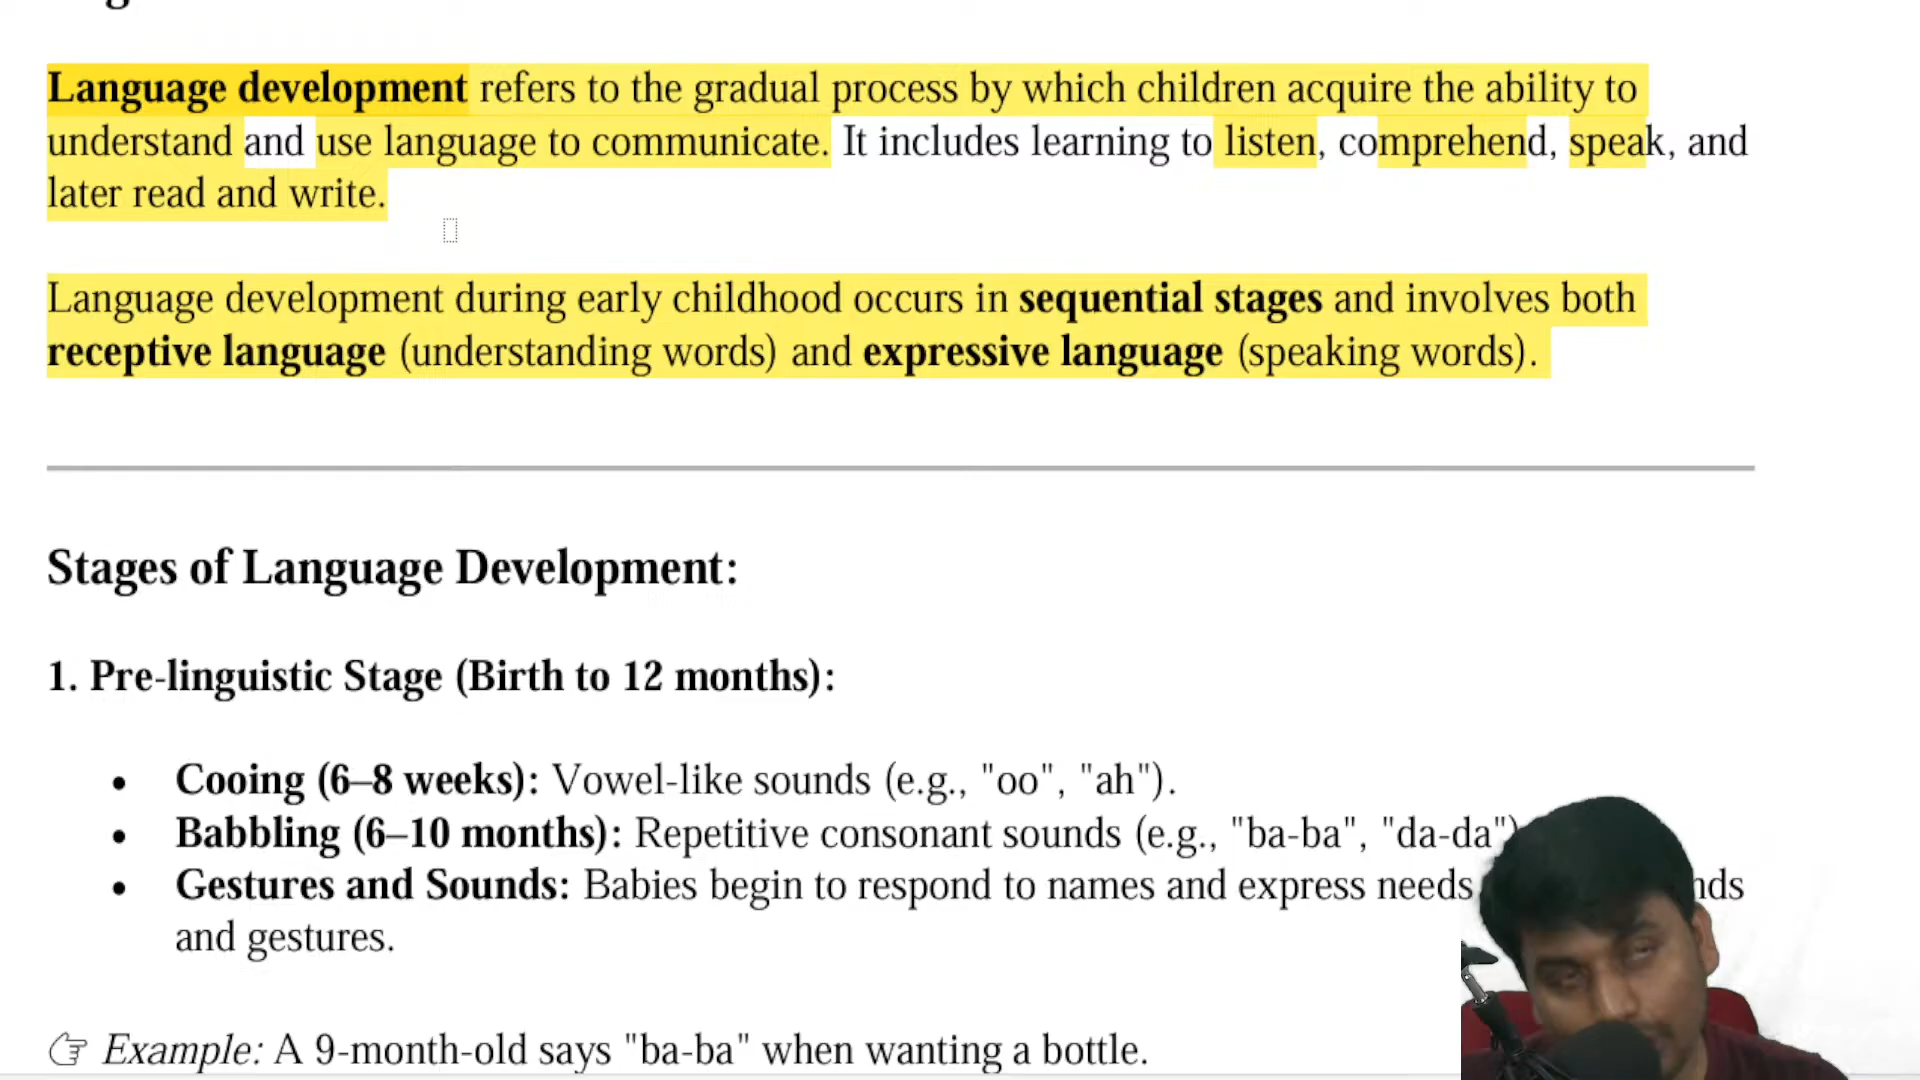 Language development refers to the gradual process by which children acquire the ability to
understand and use language to communicate. It includes learning to listen, comprehend, speak, and
later read and write.
Language development during early childhood occurs in sequential stages and involves both
receptive language (understanding words) and expressive language (speaking words).
Stages of Language Development:
1. Pre-linguistic Stage (Birth to 12 months):
• Cooing (6–8 weeks): Vowel-like sounds (e.g., "oo", "ah").
• Babbling (6–10 months): Repetitive consonant sounds (e.g., "ba-ba", "da-da")
• Gestures and Sounds: Babies begin to respond to names and express needs
and gestures.
☞ Example: A 9-month-old says "ba-ba" when wanting a bottle.